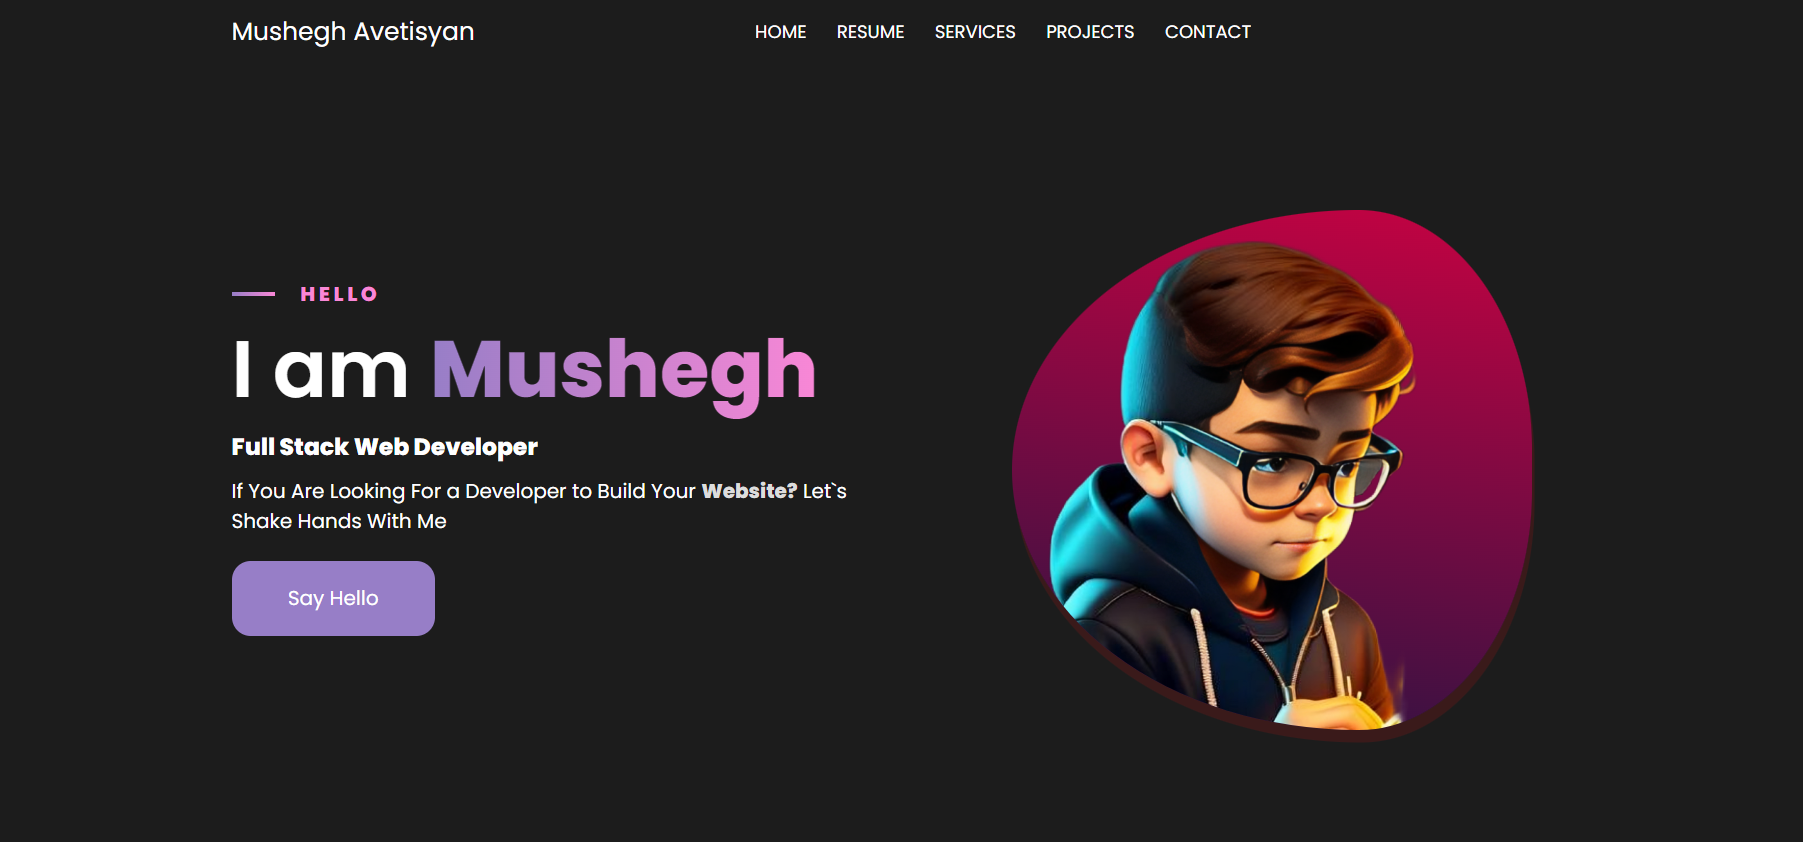 Mushegh Avetisyan
HOME RESUME SERVICES PROJECTS CONTACT
HELLO
I am Mushegh
Full Stack Web Developer
If You Are Looking For a Developer to Build Your Website? Let`s
Shake Hands With Me
Say Hello